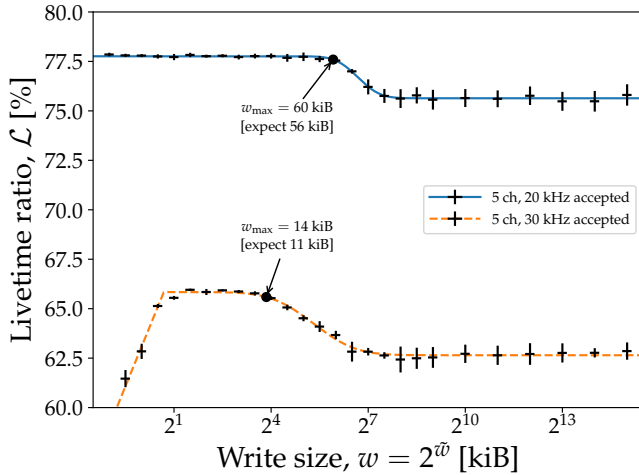 80.0
77.5
75.0
72.5
70.0
67.5
65.0
62.5
60.0
Livetime ratio, ℒ [%]
w_max = 60 kiB
[expect 56 kiB]
5 ch, 20 kHz accepted
5 ch, 30 kHz accepted
w_max = 14 kiB
[expect 11 kiB]
2^1 2^4 2^7 2^10 2^13
Write size, w = 2^w̃ [kiB]